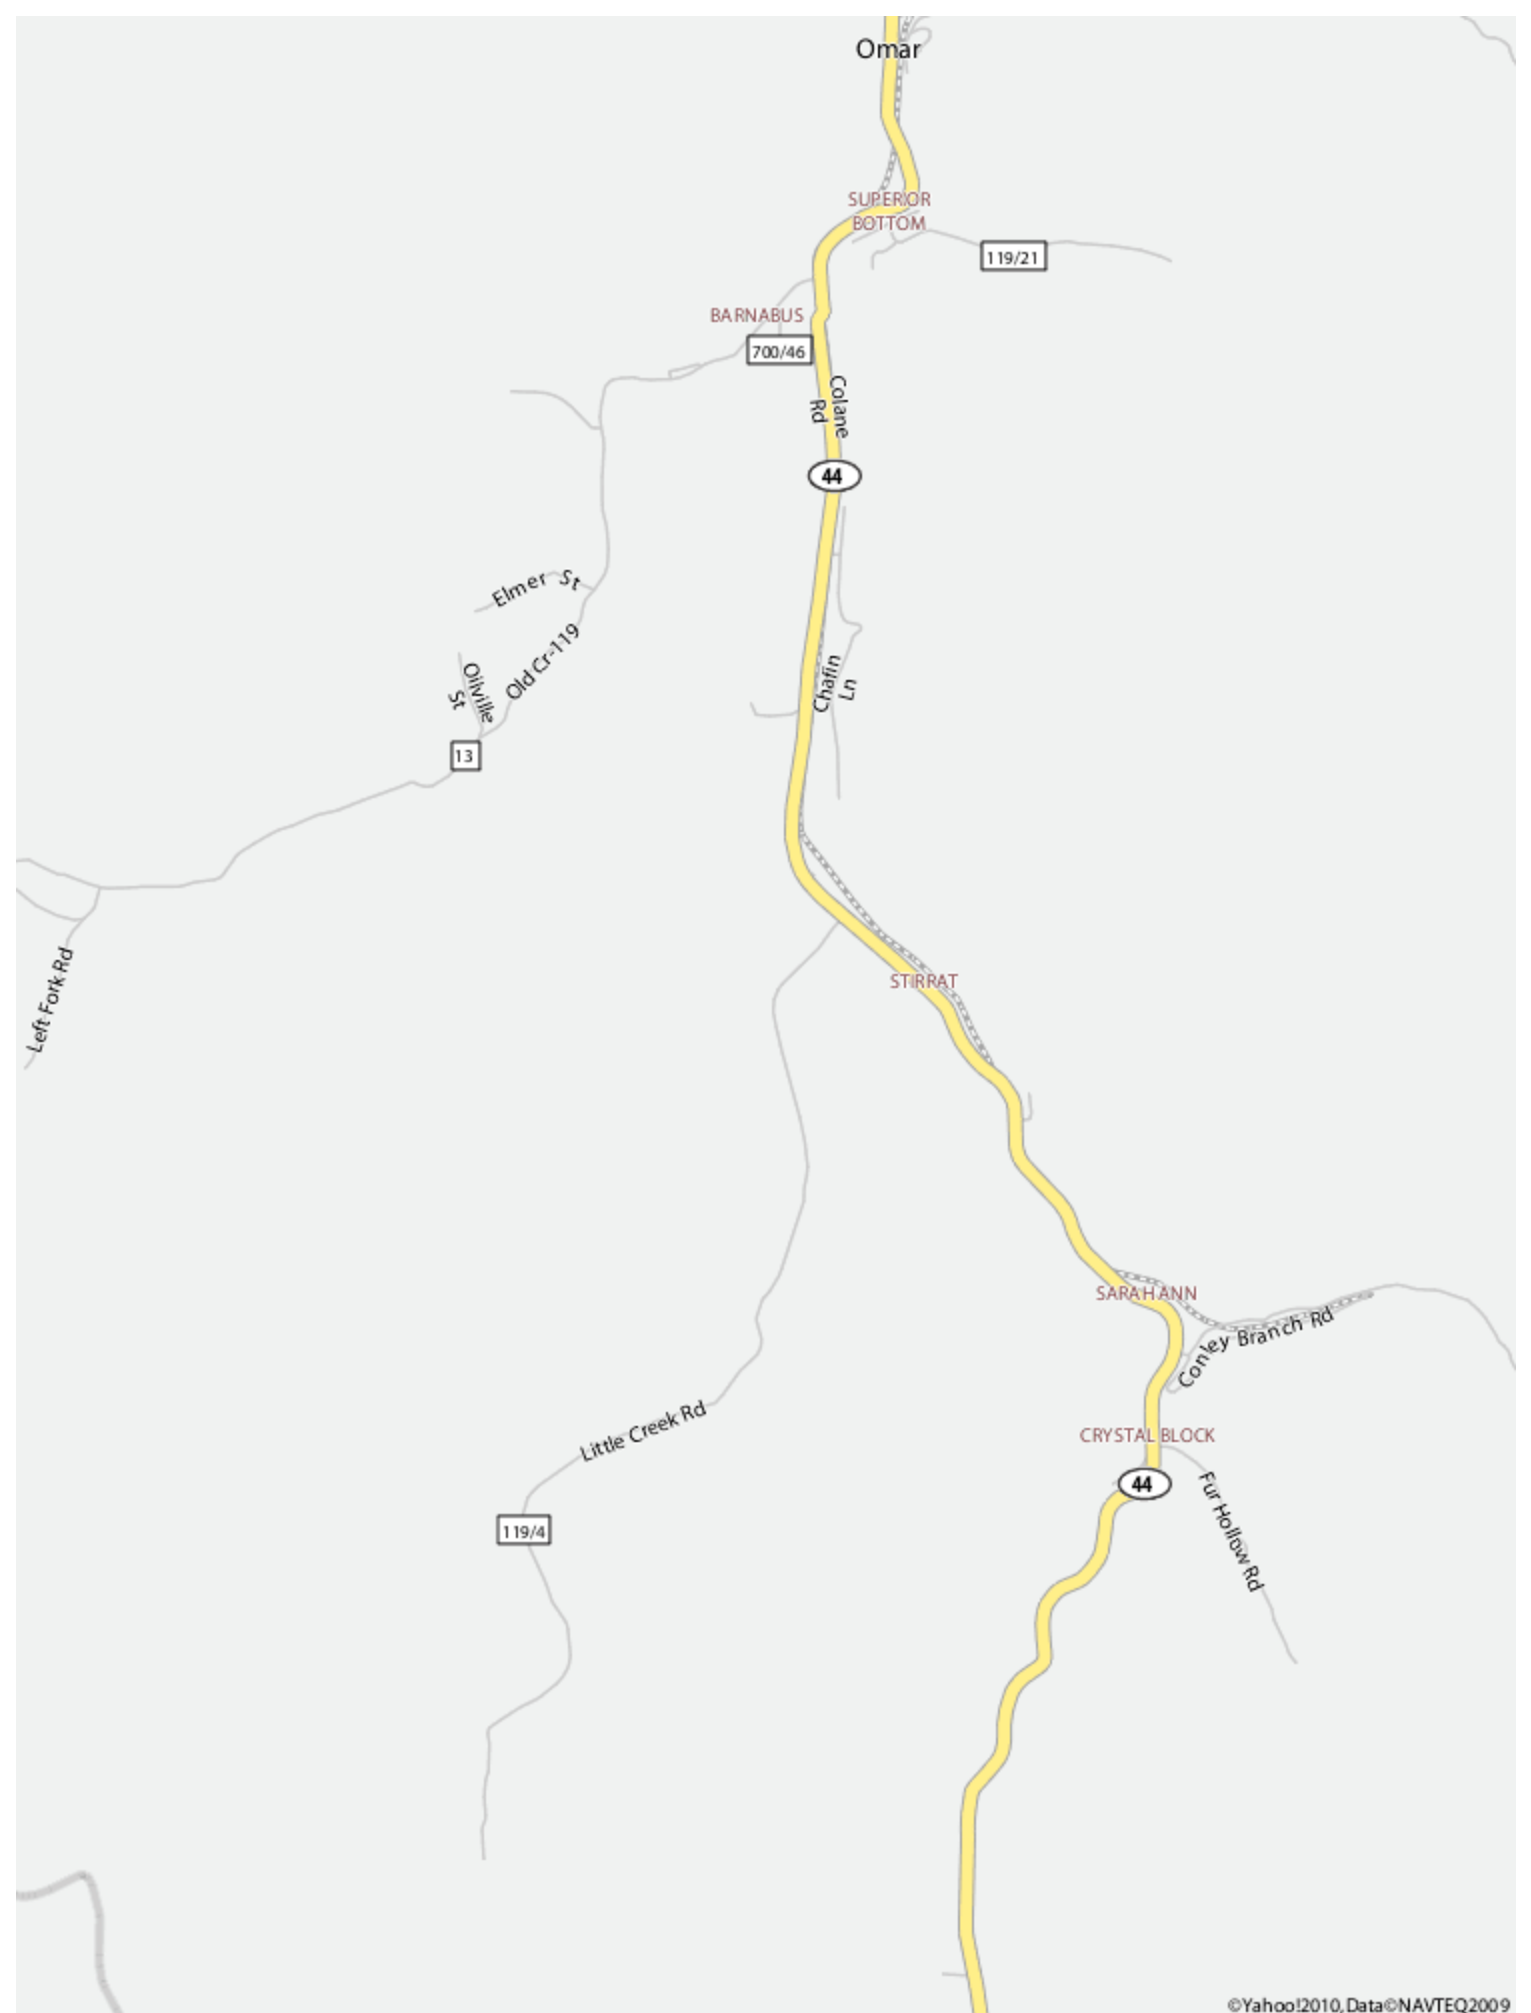 Omar
SUPERIOR
BOTTOM
119/21
BARNABUS
700/46
Colane
Rd
44
Elmer St
Old Cr-119
Oilville
St
Chafin
Ln
13
Left Fork Rd
STIRRAT
SARAH ANN
Conley Branch Rd
Little Creek Rd
CRYSTAL BLOCK
44
Fur Hollow Rd
119/4
©Yahoo!2010, Data©NAVTEQ2009